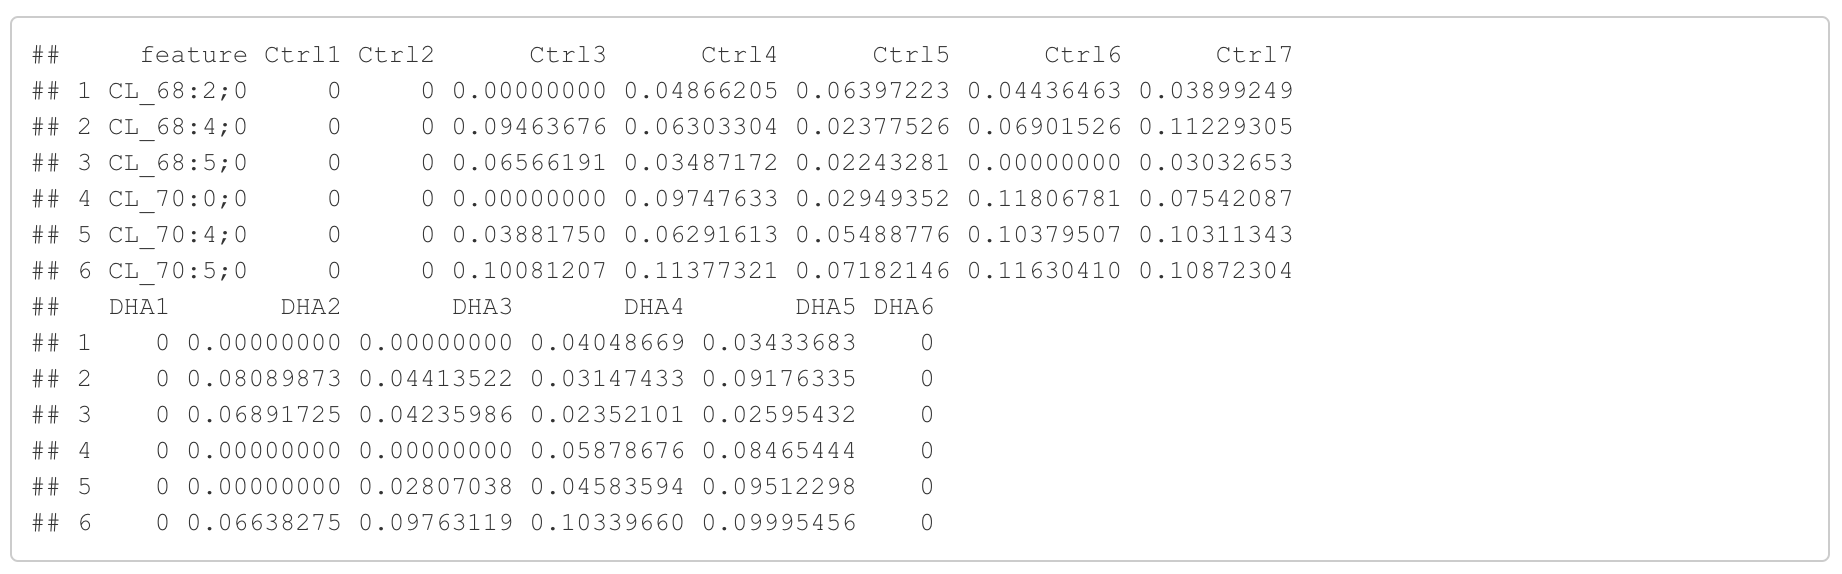 ##     feature Ctrl1 Ctrl2      Ctrl3      Ctrl4      Ctrl5      Ctrl6      Ctrl7
## 1 CL_68:2;0     0     0 0.00000000 0.04866205 0.06397223 0.04436463 0.03899249
## 2 CL_68:4;0     0     0 0.09463676 0.06303304 0.02377526 0.06901526 0.11229305
## 3 CL_68:5;0     0     0 0.06566191 0.03487172 0.02243281 0.00000000 0.03032653
## 4 CL_70:0;0     0     0 0.00000000 0.09747633 0.02949352 0.11806781 0.07542087
## 5 CL_70:4;0     0     0 0.03881750 0.06291613 0.05488776 0.10379507 0.10311343
## 6 CL_70:5;0     0     0 0.10081207 0.11377321 0.07182146 0.11630410 0.10872304
##   DHA1       DHA2       DHA3       DHA4       DHA5 DHA6
## 1    0 0.00000000 0.00000000 0.04048669 0.03433683    0
## 2    0 0.08089873 0.04413522 0.03147433 0.09176335    0
## 3    0 0.06891725 0.04235986 0.02352101 0.02595432    0
## 4    0 0.00000000 0.00000000 0.05878676 0.08465444    0
## 5    0 0.00000000 0.02807038 0.04583594 0.09512298    0
## 6    0 0.06638275 0.09763119 0.10339660 0.09995456    0